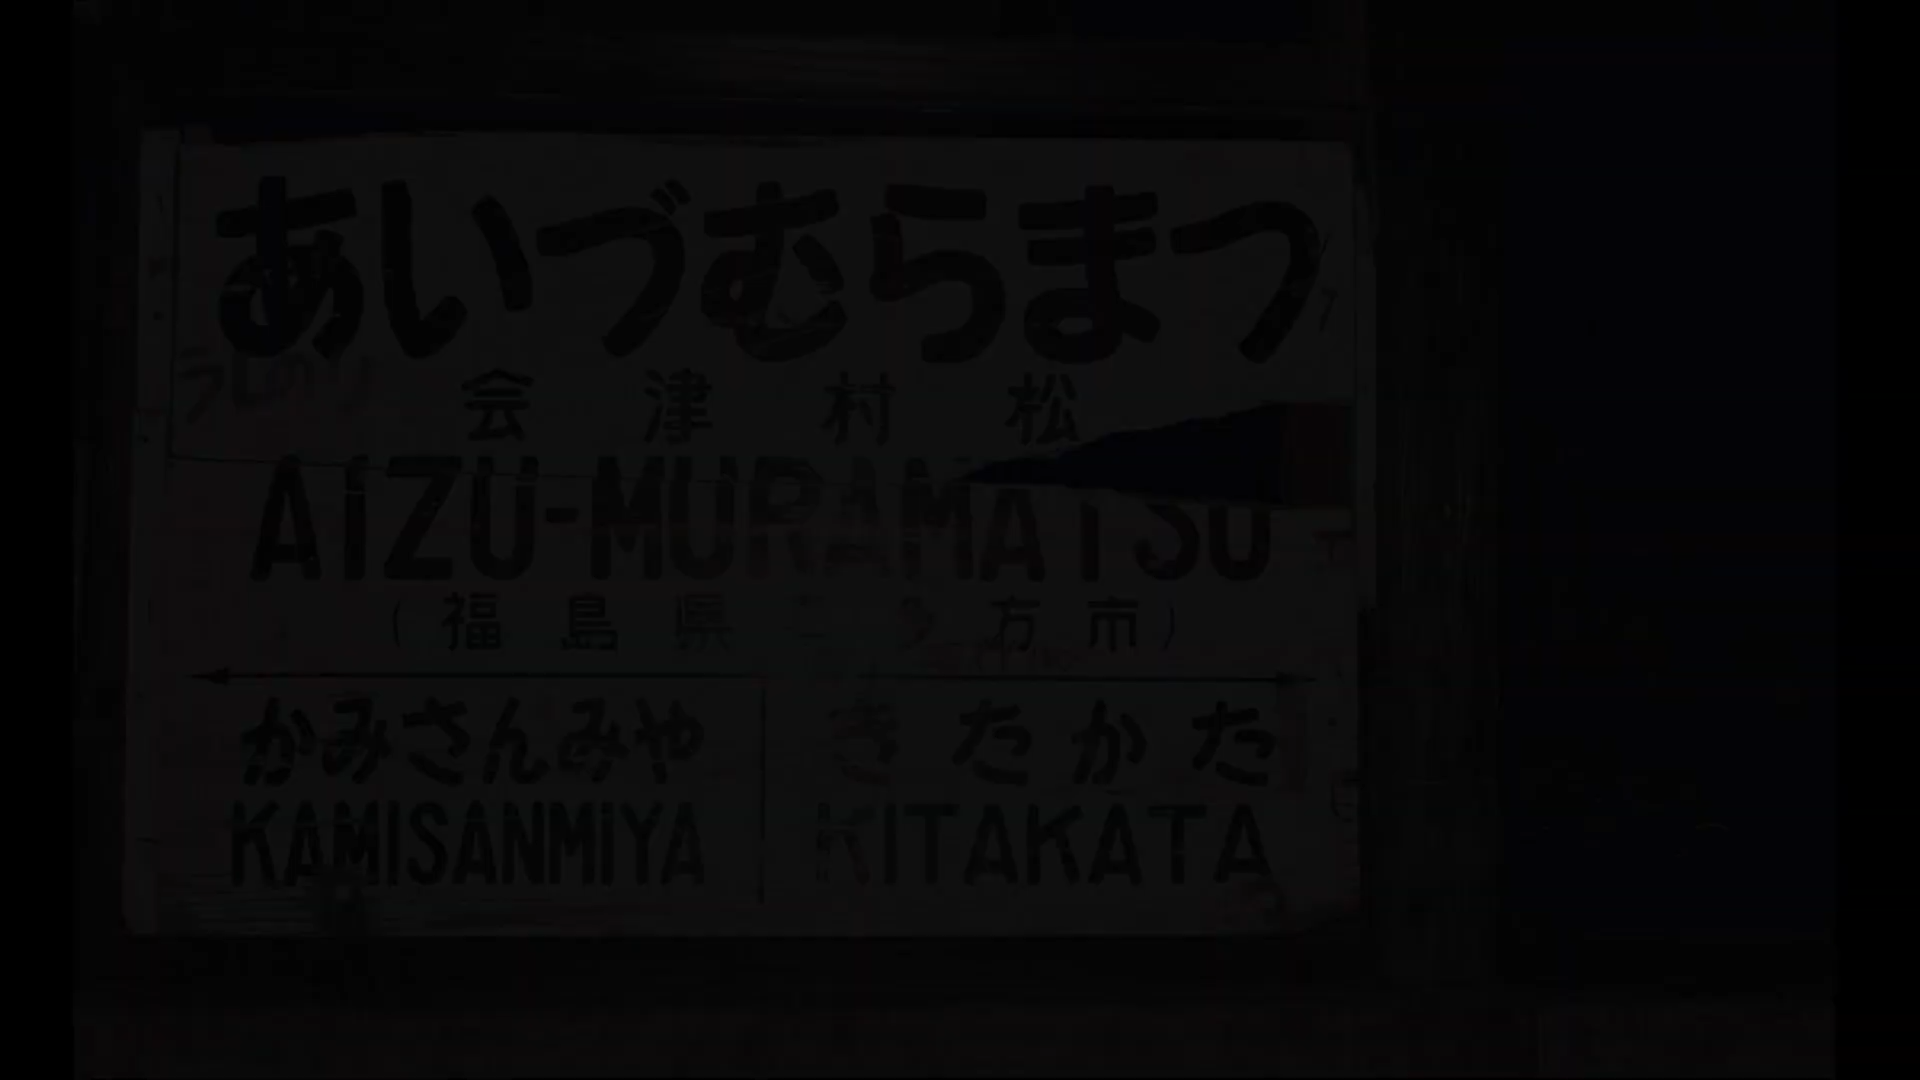 あいづむらまつ
会津村松
AIZU-MURAMATSU
(福島県 方市)
かみさんみや きたかた
KAMISANMIYA KITAKATA